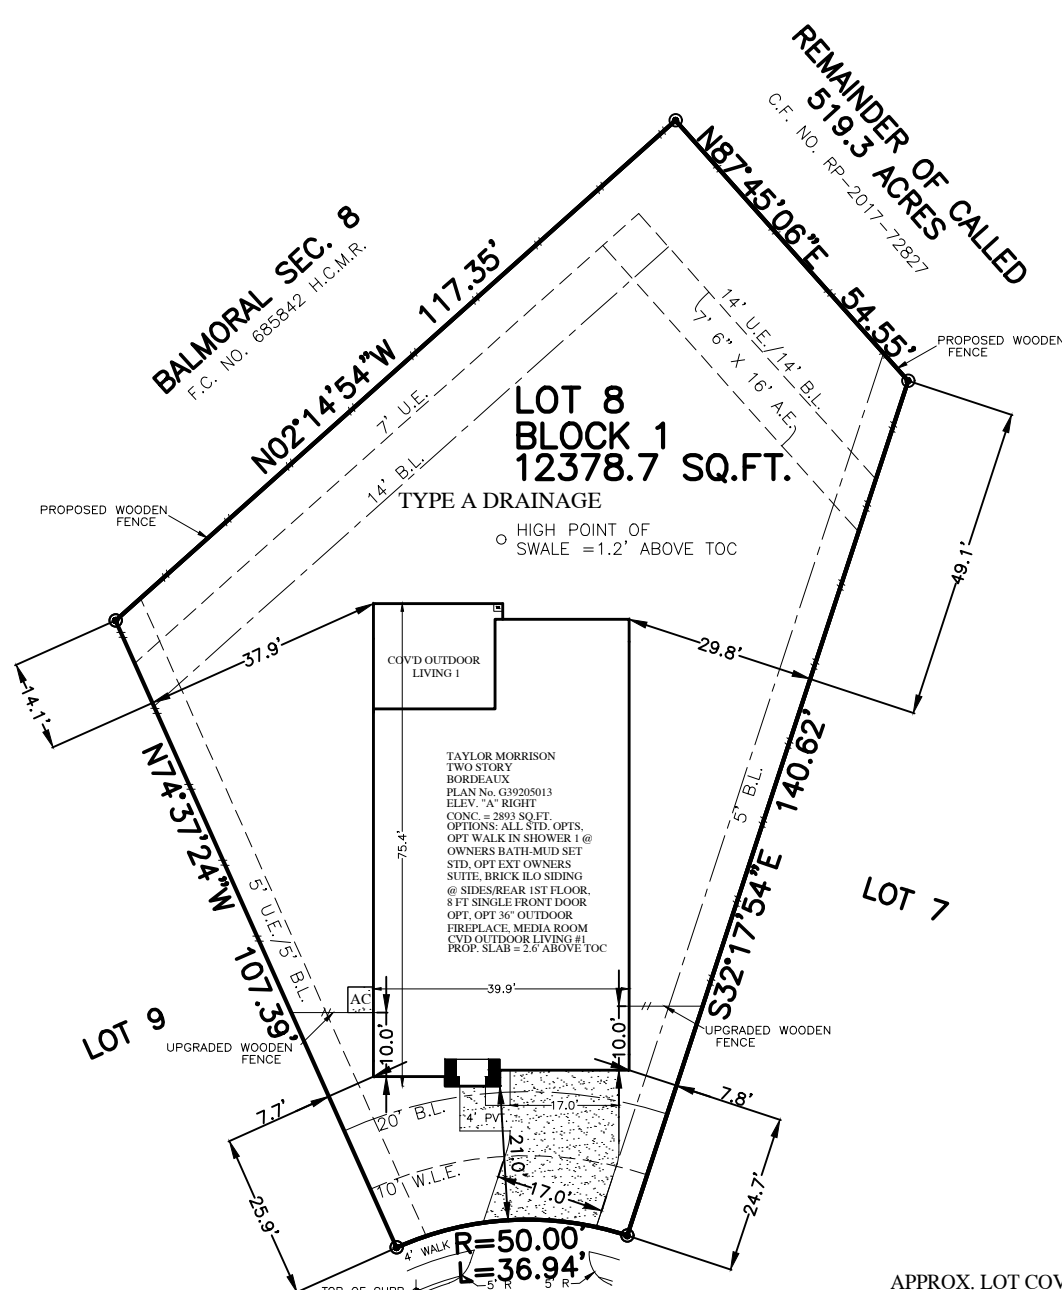 REMAINDER OF CALLED
519.3 ACRES
C.F. NO. RP-2017-72827
N87°45'06"E
54.55'
BALMORAL SEC. 8
F.C. NO. 685842 H.C.M.R.
N02°14'54"W
117.35'
14' U.E./14' B.L.
7' 6" X 16' A.E.
PROPOSED WOODEN
FENCE
7' U.E.
14' B.L.
LOT 8
BLOCK 1
12378.7 SQ.FT.
TYPE A DRAINAGE
HIGH POINT OF
SWALE =1.2' ABOVE TOC
PROPOSED WOODEN
FENCE
49.1'
37.9'
29.8'
14.1'
COV'D OUTDOOR
LIVING 1
N74°37'24"W
107.39'
TAYLOR MORRISON
TWO STORY
BORDEAUX
PLAN No. G39205013
ELEV. "A" RIGHT
CONC. = 2893 SQ.FT.
OPTIONS: ALL STD. OPTS,
OPT WALK IN SHOWER 1 @
OWNERS BATH-MUD SET
STD, OPT EXT OWNERS
SUITE, BRICK ILO SIDING
@ SIDES/REAR 1ST FLOOR,
8 FT SINGLE FRONT DOOR
OPT, OPT 36" OUTDOOR
FIREPLACE, MEDIA ROOM
CVD OUTDOOR LIVING #1
PROP. SLAB = 2.6' ABOVE TOC
75.4'
5' B.L.
140.62'
S32°17'54"E
LOT 7
5' U.E./5' B.L.
39.9'
AC
LOT 9
UPGRADED WOODEN
FENCE
10.0'
10.0'
UPGRADED WOODEN
FENCE
7.7'
7.8'
20' B.L.
4' PVT
17.0'
21.0'
10' W.L.E.
17.0'
25.9'
24.7'
4' WALK
R=50.00'
L=36.94'
5' R
5' R
TOP OF CURB
APPROX. LOT COV